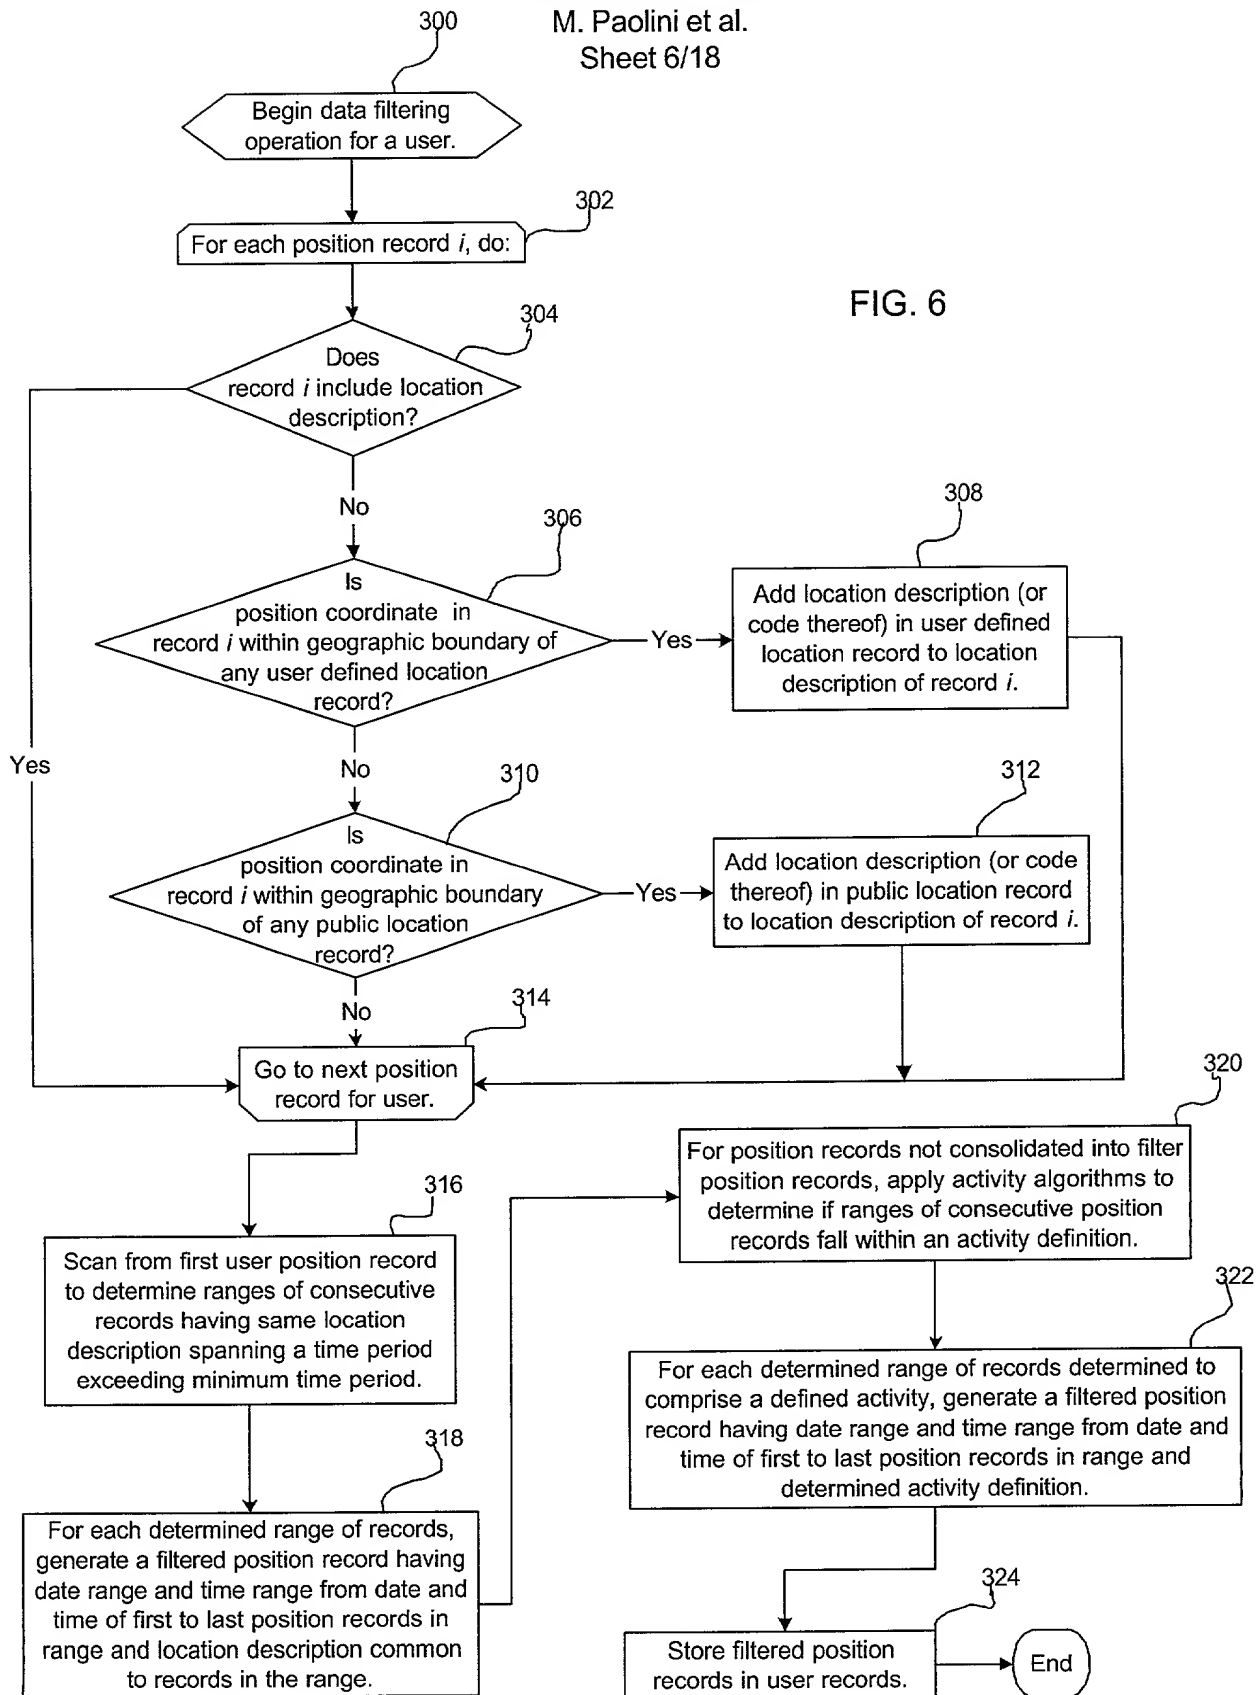 M. Paolini et al.
Sheet 6/18
300
Begin data filtering
operation for a user.
302
For each position record i, do:
FIG. 6
304
Does
record i include location
description?
No
306
Is
position coordinate in
record i within geographic boundary of
any user defined location
record?
Yes
308
Add location description (or
code thereof) in user defined
location record to location
description of record i.
Yes
No
310
Is
position coordinate in
record i within geographic boundary
of any public location
record?
Yes
312
Add location description (or code
thereof) in public location record
to location description of record i.
No
314
Go to next position
record for user.
316
Scan from first user position record
to determine ranges of consecutive
records having same location
description spanning a time period
exceeding minimum time period.
318
For each determined range of records,
generate a filtered position record having
date range and time range from date and
time of first to last position records in
range and location description common
to records in the range.
320
For position records not consolidated into filter
position records, apply activity algorithms to
determine if ranges of consecutive position
records fall within an activity definition.
322
For each determined range of records determined to
comprise a defined activity, generate a filtered position
record having date range and time range from date and
time of first to last position records in range and
determined activity definition.
324
Store filtered position
records in user records.
End